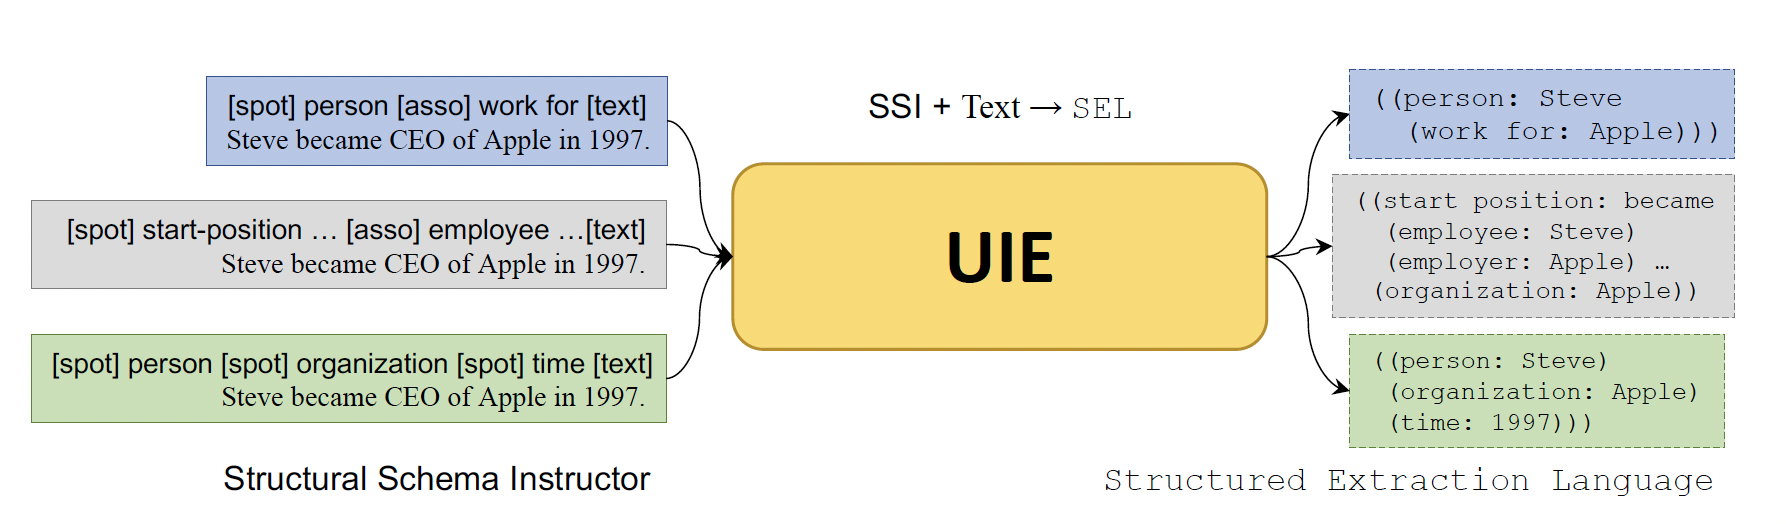 [spot] person [asso] work for [text]
Steve became CEO of Apple in 1997.
[spot] start-position … [asso] employee …[text]
Steve became CEO of Apple in 1997.
[spot] person [spot] organization [spot] time [text]
Steve became CEO of Apple in 1997.
Structural Schema Instructor
SSI + Text → SEL
UIE
((person: Steve
(work for: Apple)))
((start position: became
(employee: Steve)
(employer: Apple) …
(organization: Apple))
((person: Steve)
(organization: Apple)
(time: 1997)))
Structured Extraction Language